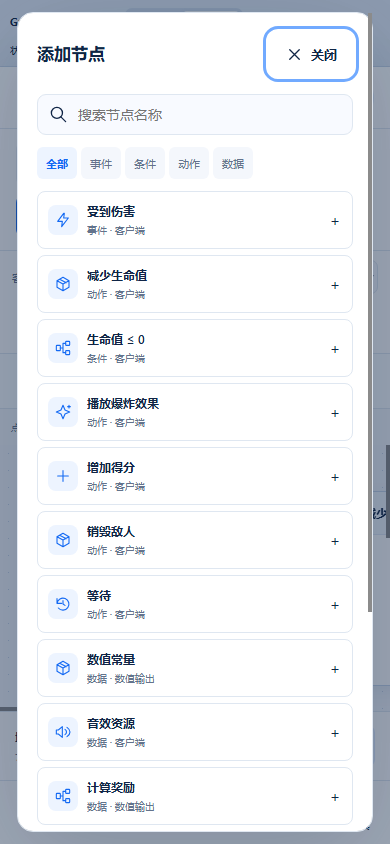 添加节点
关闭
搜索节点名称
全部 事件 条件 动作 数据
受到伤害
事件 · 客户端
+
减少生命值
动作 · 客户端
+
生命值 ≤ 0
条件 · 客户端
+
播放爆炸效果
动作 · 客户端
+
增加得分
动作 · 客户端
+
销毁敌人
动作 · 客户端
+
等待
动作 · 客户端
+
数值常量
数据 · 数值输出
+
音效资源
数据 · 客户端
+
计算奖励
数据 · 数值输出
+